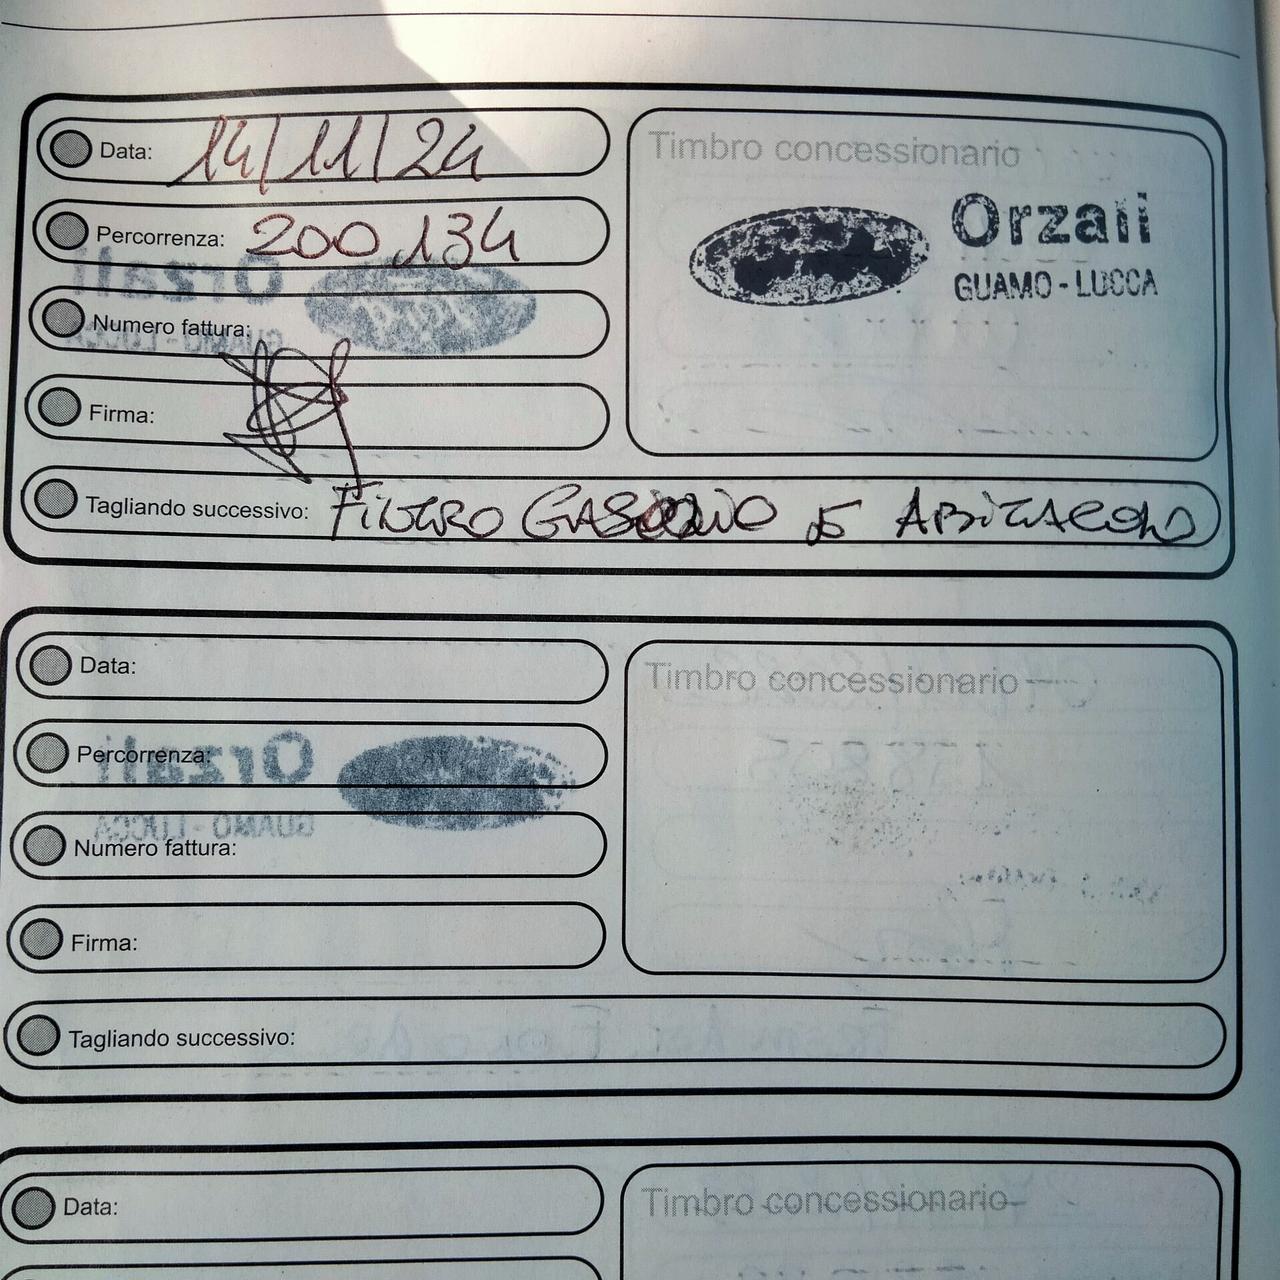 Data: 14/11/24
Timbro concessionario
Percorrenza: 200.134
Orzali
GUAMO - LUCCA
Numero fattura:
Firma:
Tagliando successivo: FILTRO GASOLIO E ABITACOLO
Data:
Timbro concessionario
Percorrenza:
Numero fattura:
Firma:
Tagliando successivo:
Data:
Timbro concessionario